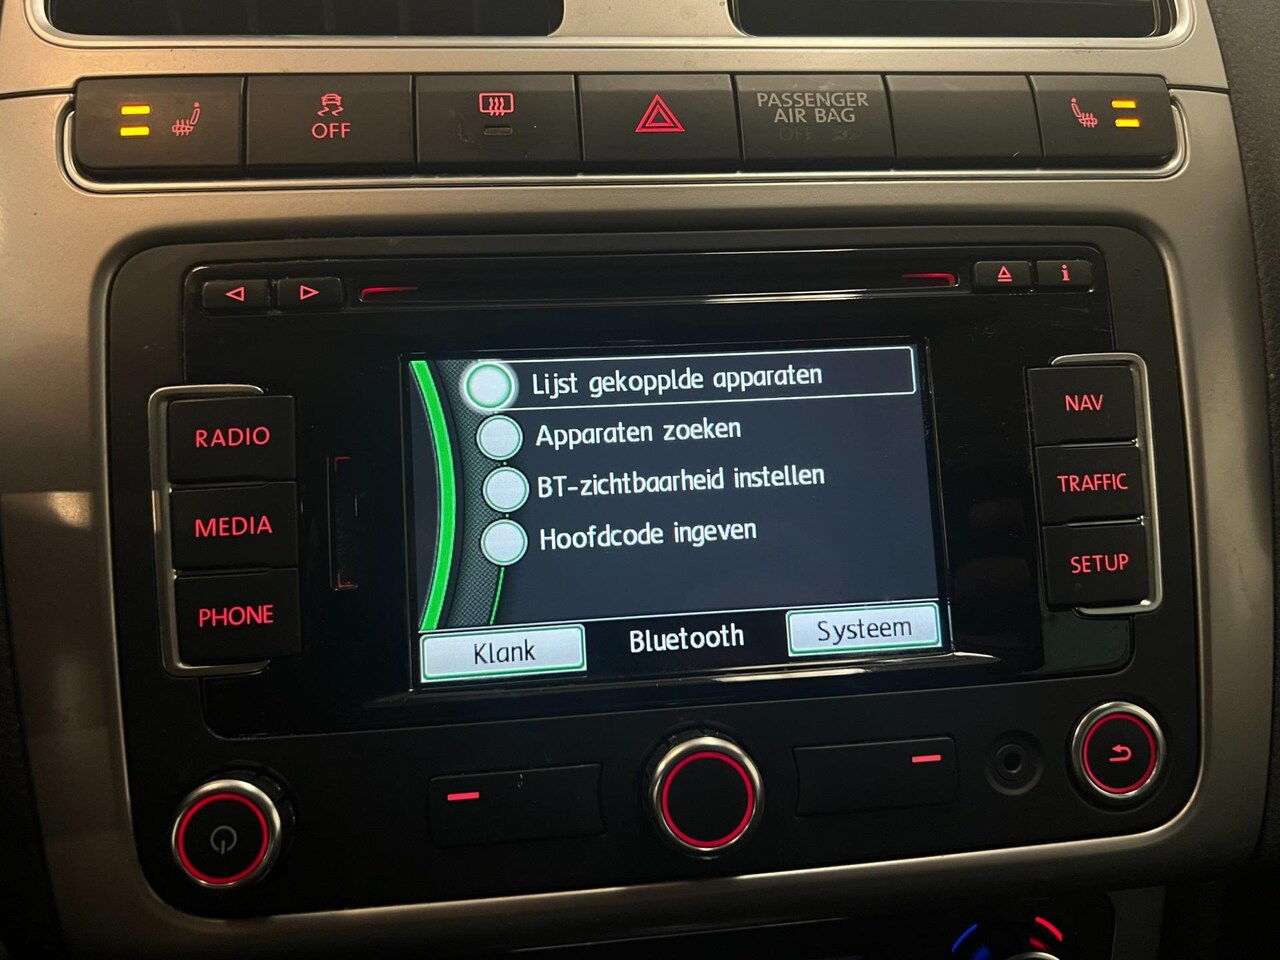 OFF
PASSENGER
AIR BAG
OFF
i
RADIO
MEDIA
PHONE
Lijst gekopplde apparaten
Apparaten zoeken
BT-zichtbaarheid instellen
Hoofdcode ingeven
Klank
Bluetooth
Systeem
NAV
TRAFFIC
SETUP